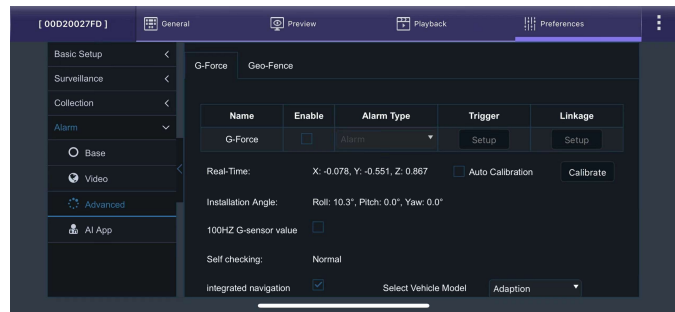 [ 00D20027FD ] General Preview Playback Preferences
Basic Setup
Surveillance
Collection
Alarm
Base
Video
Advanced
AI App
G-Force Geo-Fence
Name Enable Alarm Type Trigger Linkage
G-Force Alarm Setup Setup
Real-Time: X: -0.078, Y: -0.551, Z: 0.867 Auto Calibration Calibrate
Installation Angle: Roll: 10.3°, Pitch: 0.0°, Yaw: 0.0°
100HZ G-sensor value
Self checking: Normal
integrated navigation Select Vehicle Model Adaption